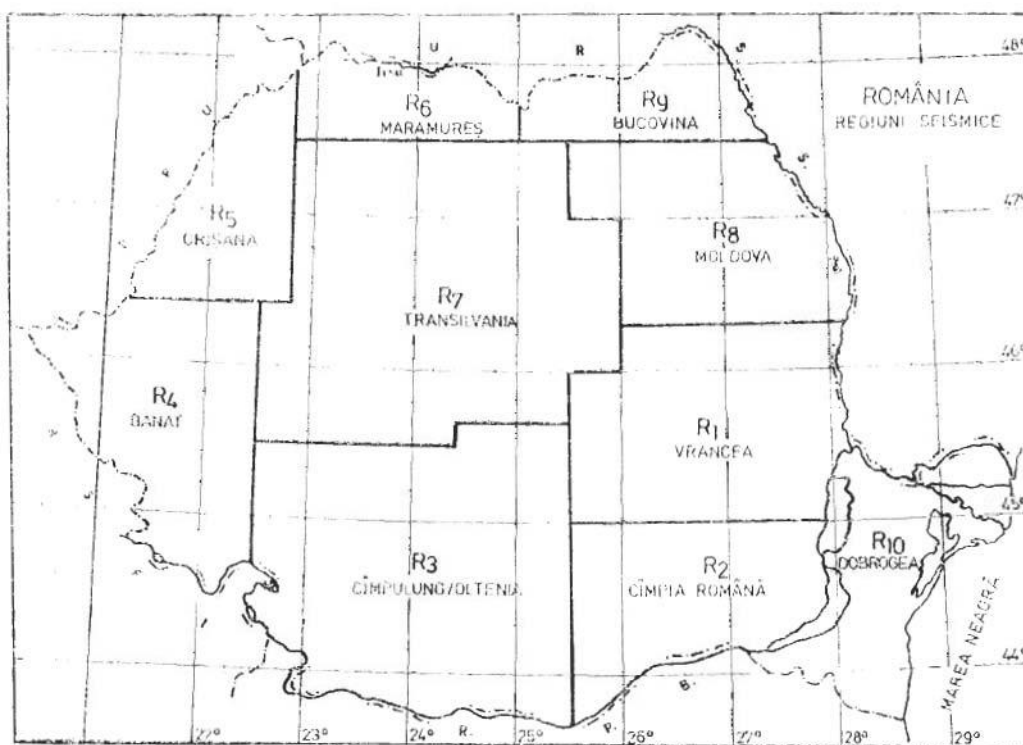 U
R
S
48°
R6
MARAMUREȘ
R9
BUCOVINA
ROMÂNIA
REGIUNI SEISMICE
U
P.
S.
47°
R5
CRIȘANA
R8
MOLDOVA
R7
TRANSILVANIA
46°
R4
BANAT
R1
VRANCEA
45°
R3
CÎMPULUNG/OLTENIA
R2
CÎMPIA ROMÂNĂ
R10
DOBROGEA
MAREA NEAGRĂ
44°
B.
22°
23°
24°
R.
25°
P.
26°
27°
28°
29°